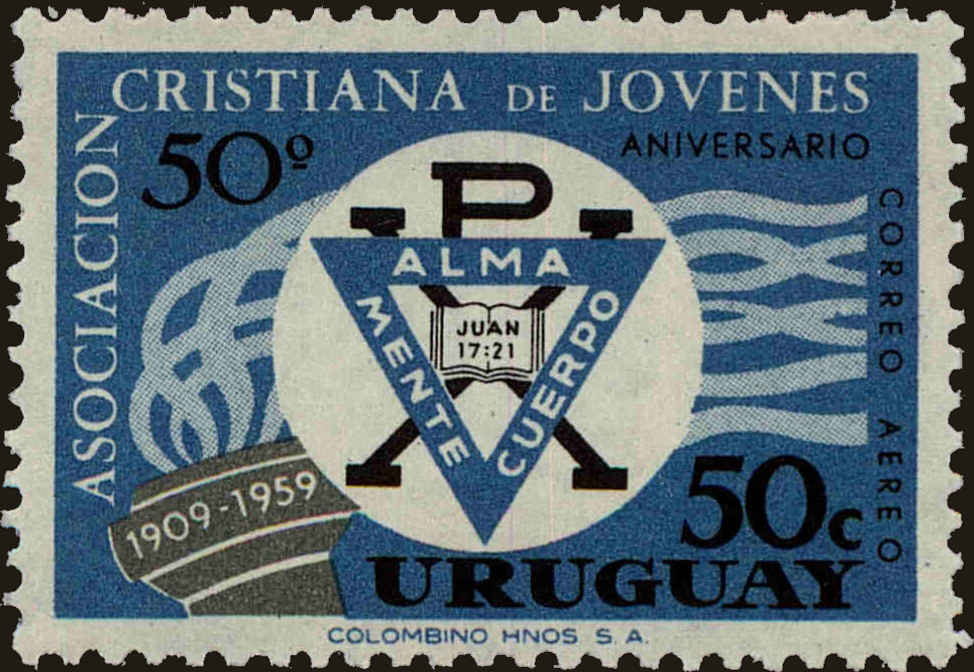 ASOCIACION
CRISTIANA DE JOVENES
50º
ANIVERSARIO
CORREO AEREO
P
X
ALMA
MENTE
CUERPO
JUAN
17:21
1909-1959
50c
URUGUAY
COLOMBINO HNOS S.A.